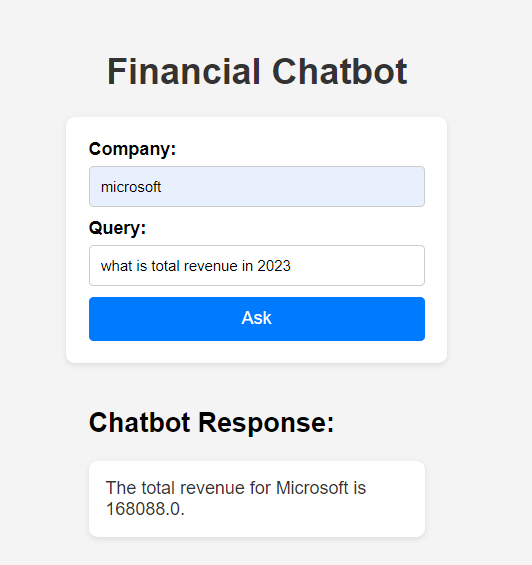 Financial Chatbot
Company:
microsoft
Query:
what is total revenue in 2023
Ask
Chatbot Response:
The total revenue for Microsoft is
168088.0.